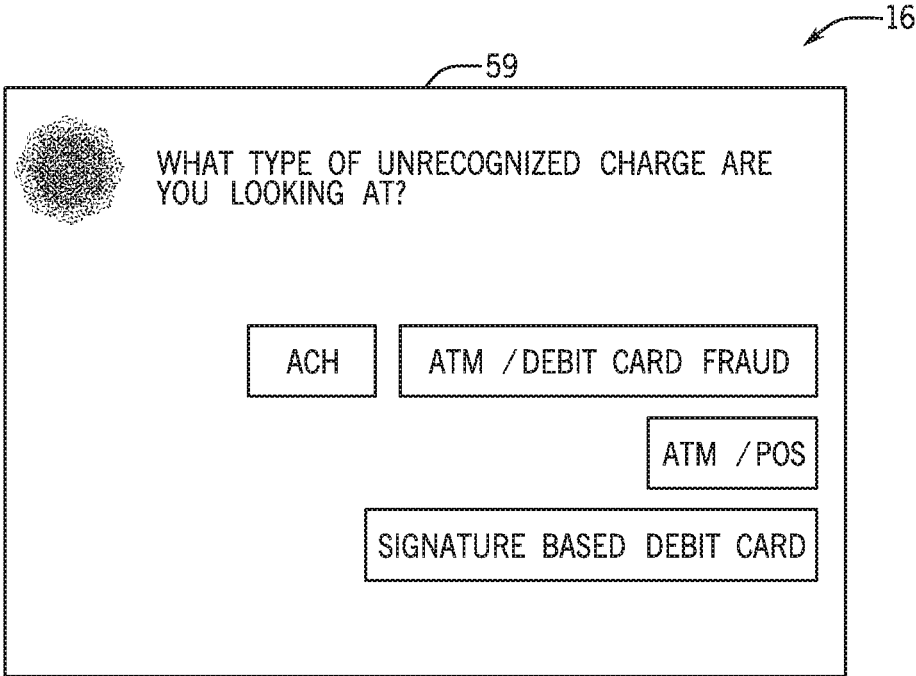 16
59
WHAT TYPE OF UNRECOGNIZED CHARGE ARE
YOU LOOKING AT?
ACH
ATM / DEBIT CARD FRAUD
ATM / POS
SIGNATURE BASED DEBIT CARD